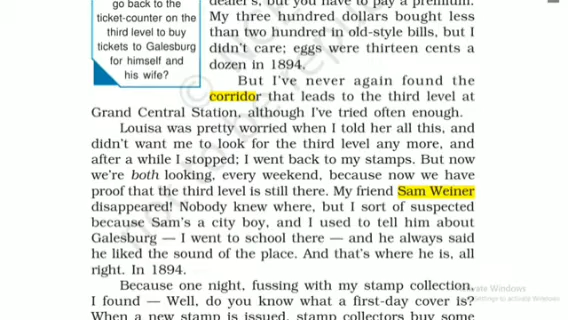 go back to the
ticket-counter on the
third level to buy
tickets to Galesburg
for himself and
his wife?
dealers, but you have to pay a premium.
My three hundred dollars bought less
than two hundred in old-style bills, but I
didn't care; eggs were thirteen cents a
dozen in 1894.
But I've never again found the
corridor that leads to the third level at
Grand Central Station, although I've tried often enough.
Louisa was pretty worried when I told her all this, and
didn't want me to look for the third level any more, and
after a while I stopped; I went back to my stamps. But now
we're both looking, every weekend, because now we have
proof that the third level is still there. My friend Sam Weiner
disappeared! Nobody knew where, but I sort of suspected
because Sam's a city boy, and I used to tell him about
Galesburg — I went to school there — and he always said
he liked the sound of the place. And that's where he is, all
right. In 1894.
Because one night, fussing with my stamp collection,
I found — Well, do you know what a first-day cover is?
When a new stamp is issued, stamp collectors buy some
Activate Windows
Settings to activate Windows